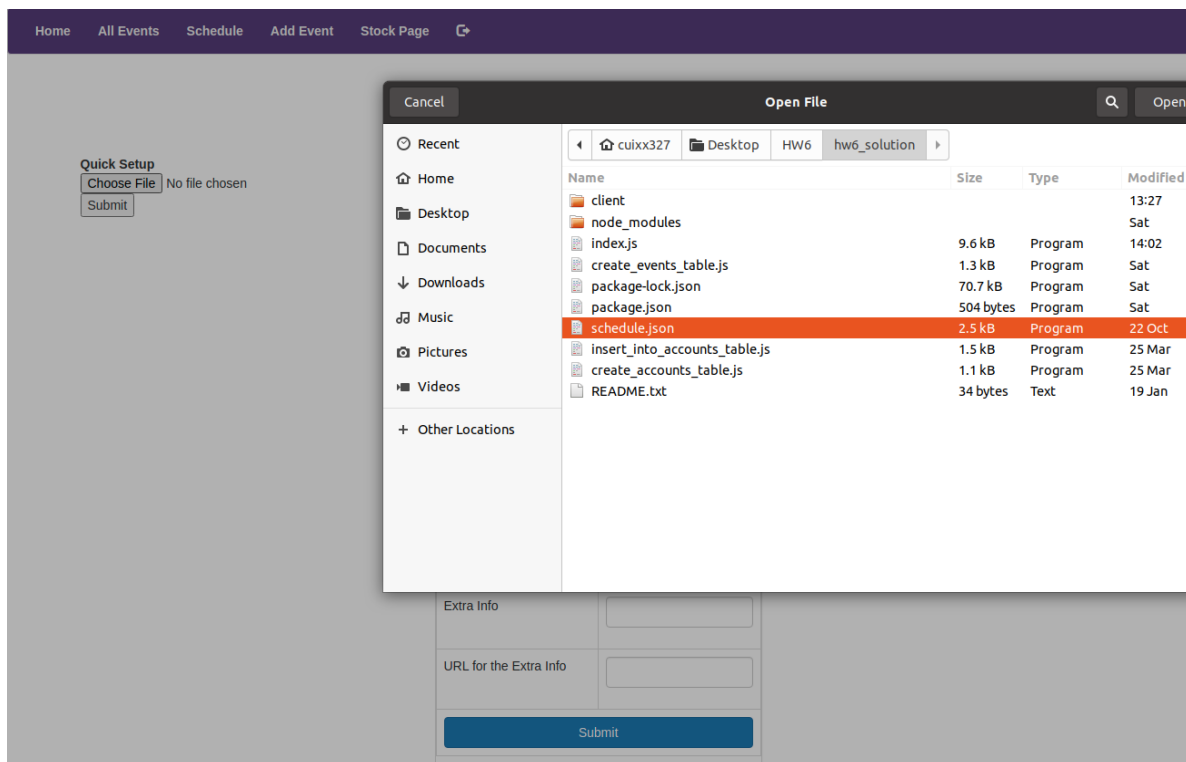 Home All Events Schedule Add Event Stock Page
Cancel Open File Open
Quick Setup
Choose File No file chosen
Submit
Recent
Home
Desktop
Documents
Downloads
Music
Pictures
Videos
Other Locations
cuixx327 Desktop HW6 hw6_solution
Name Size Type Modified
client 13:27
node_modules Sat
index.js 9.6 kB Program 14:02
create_events_table.js 1.3 kB Program Sat
package-lock.json 70.7 kB Program Sat
package.json 504 bytes Program Sat
schedule.json 2.5 kB Program 22 Oct
insert_into_accounts_table.js 1.5 kB Program 25 Mar
create_accounts_table.js 1.1 kB Program 25 Mar
README.txt 34 bytes Text 19 Jan
Extra Info
URL for the Extra Info
Submit